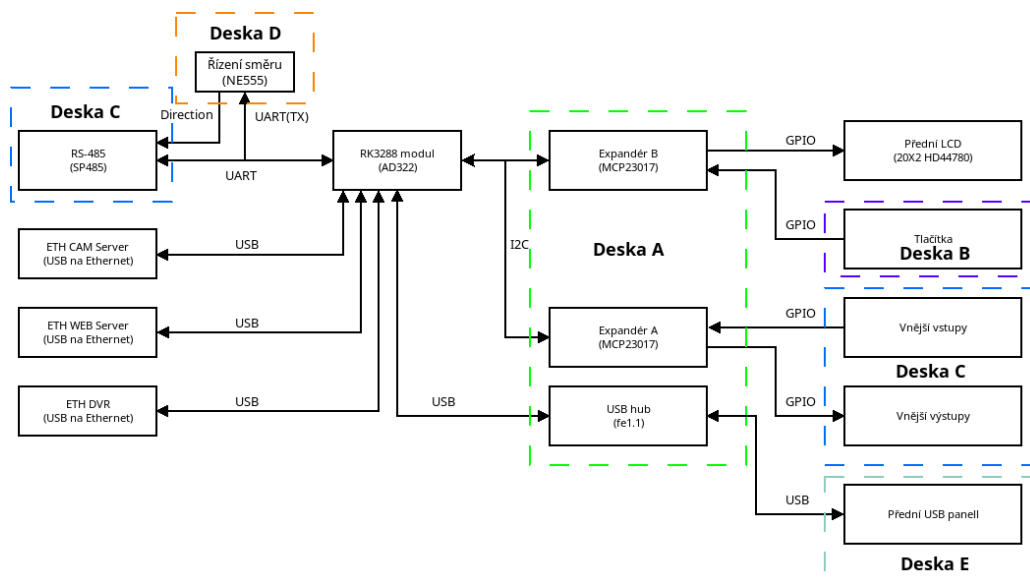 Deska D
Řízení směru
(NE555)
Deska C
Direction
UART(TX)
RS-485
(SP485)
UART
RK3288 modul
(AD322)
Expandér B
(MCP23017)
GPIO
Přední LCD
(20X2 HD44780)
ETH CAM Server
(USB na Ethernet)
USB
I2C
Deska A
GPIO
Tlačítka
Deska B
ETH WEB Server
(USB na Ethernet)
USB
Expandér A
(MCP23017)
GPIO
Vnější vstupy
Deska C
ETH DVR
(USB na Ethernet)
USB
USB
USB hub
(fe1.1)
GPIO
Vnější výstupy
USB
Přední USB panell
Deska E